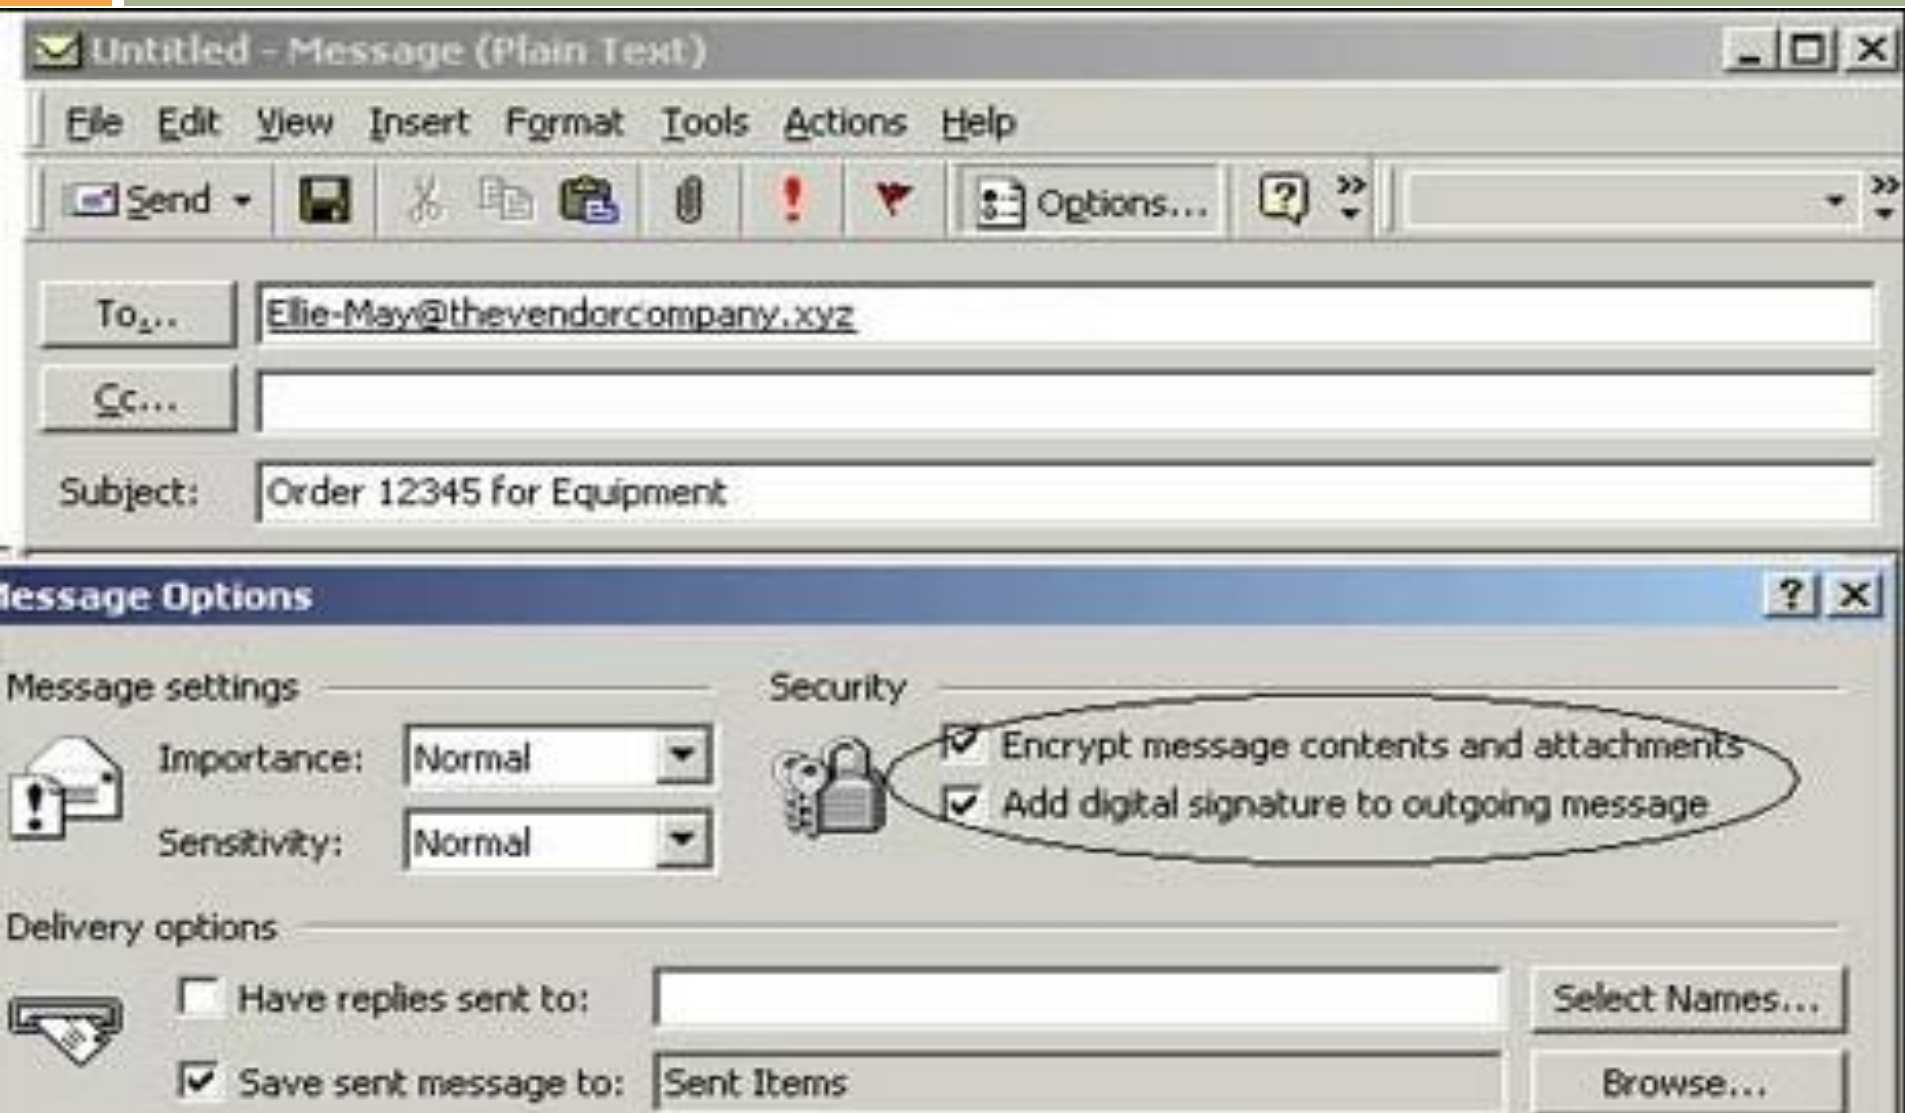 Untitled - Message (Plain Text)
File Edit View Insert Format Tools Actions Help
Send Options...
To... Ellie-May@thevendorcompany.xyz
Cc...
Subject: Order 12345 for Equipment
Message Options
Message settings Security
Importance: Normal Encrypt message contents and attachments
Sensitivity: Normal Add digital signature to outgoing message
Delivery options
Have replies sent to: Select Names...
Save sent message to: Sent Items Browse...